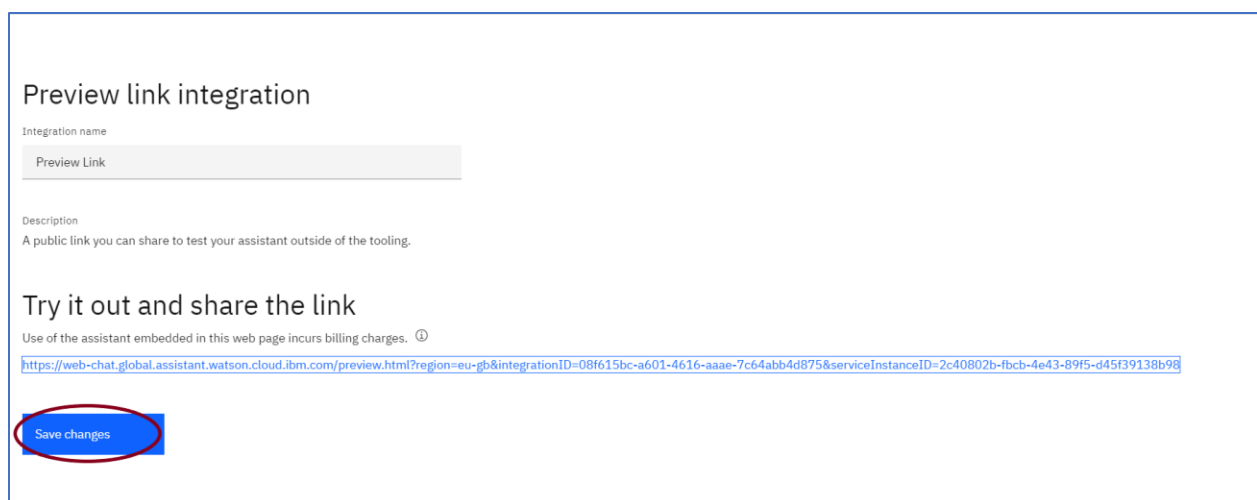 Preview link integration
Integration name
Preview Link
Description
A public link you can share to test your assistant outside of the tooling.
Try it out and share the link
Use of the assistant embedded in this web page incurs billing charges.
https://web-chat.global.assistant.watson.cloud.ibm.com/preview.html?region=eu-gb&integrationID=08f615bc-a601-4616-aaae-7c64abb4d875&serviceInstanceID=2c40802b-fbcb-4e43-89f5-d45f39138b98
Save changes